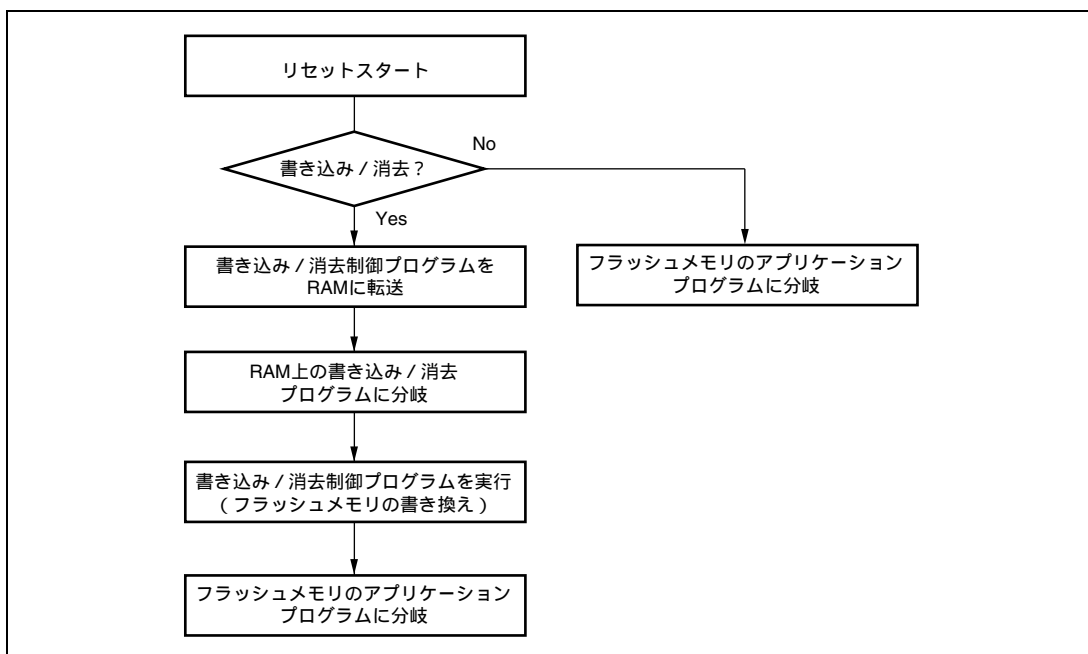 リセットスタート
書き込み / 消去？
No
Yes
書き込み / 消去制御プログラムを
RAMに転送
フラッシュメモリのアプリケーション
プログラムに分岐
RAM上の書き込み / 消去
プログラムに分岐
書き込み / 消去制御プログラムを実行
（フラッシュメモリの書き換え）
フラッシュメモリのアプリケーション
プログラムに分岐